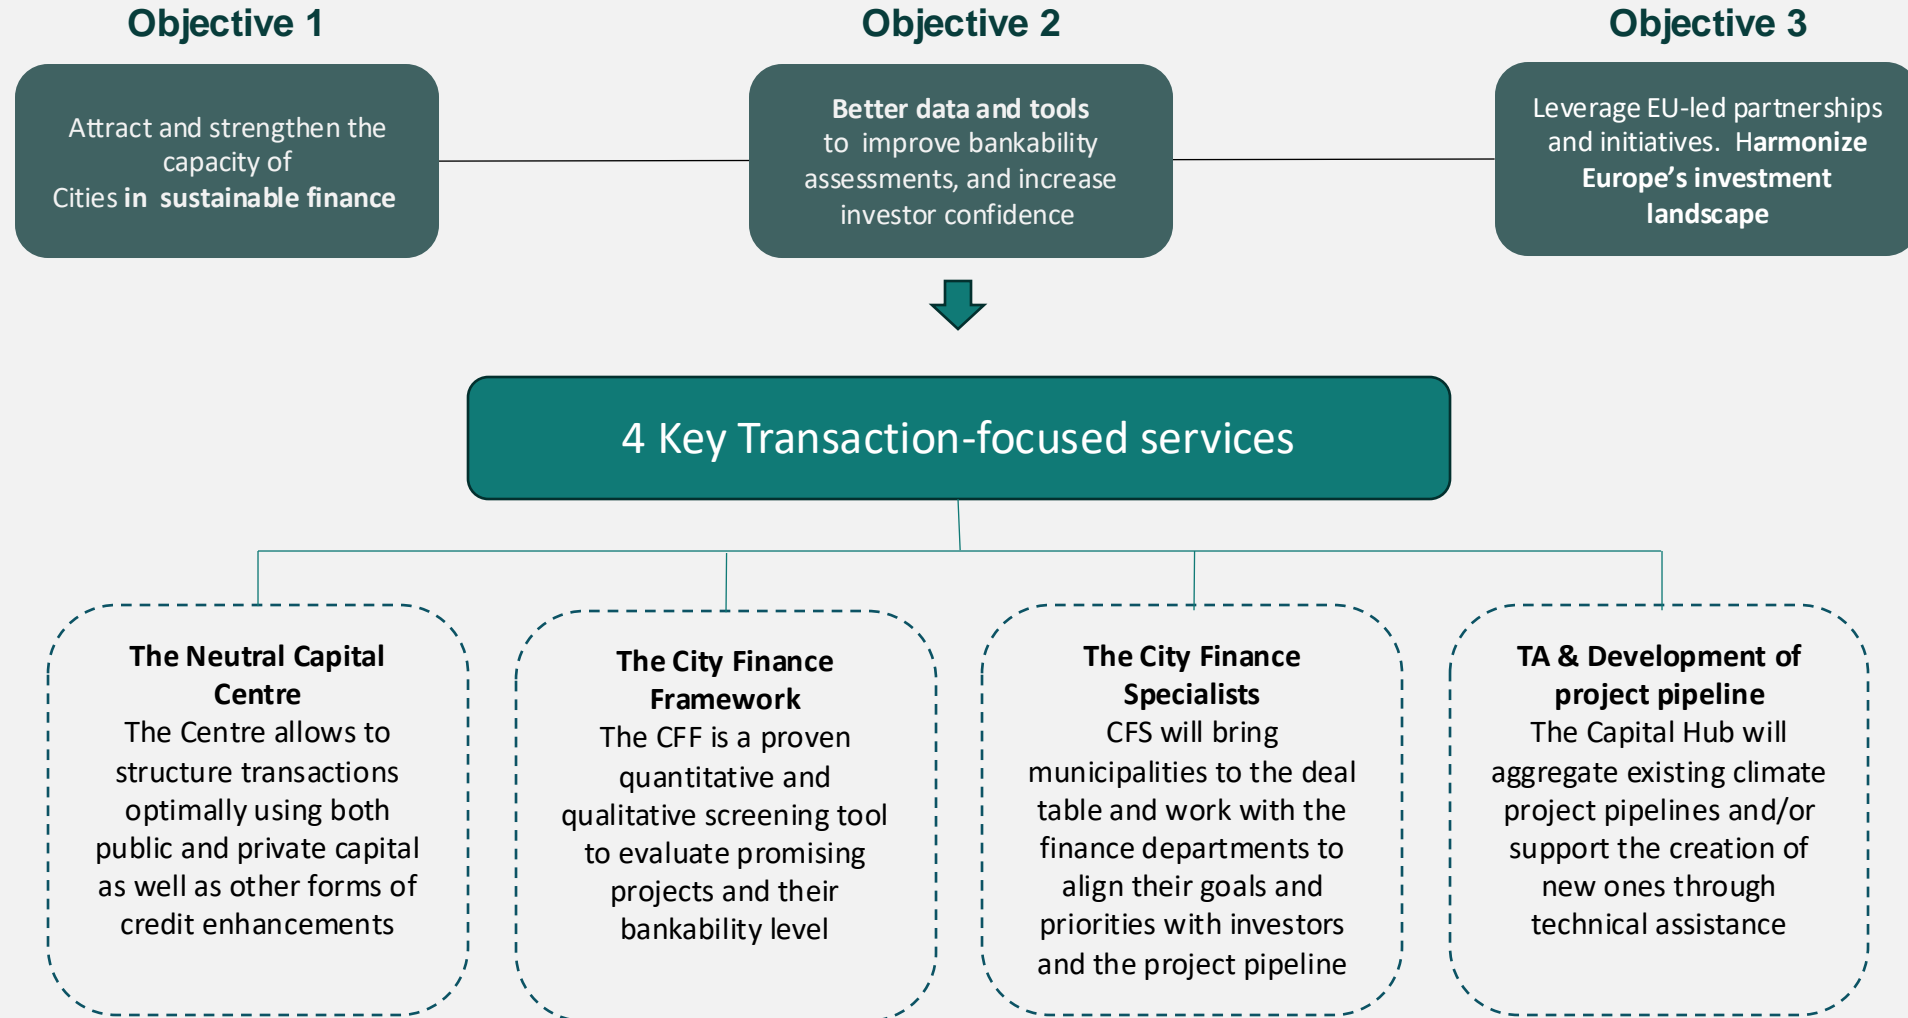 Objective 1
Attract and strengthen the
capacity of
Cities in sustainable finance
Objective 2
Better data and tools
to improve bankability
assessments, and increase
investor confidence
Objective 3
Leverage EU-led partnerships
and initiatives. Harmonize
Europe’s investment
landscape
4 Key Transaction-focused services
The Neutral Capital
Centre
The Centre allows to
structure transactions
optimally using both
public and private capital
as well as other forms of
credit enhancements
The City Finance
Framework
The CFF is a proven
quantitative and
qualitative screening tool
to evaluate promising
projects and their
bankability level
The City Finance
Specialists
CFS will bring
municipalities to the deal
table and work with the
finance departments to
align their goals and
priorities with investors
and the project pipeline
TA & Development of
project pipeline
The Capital Hub will
aggregate existing climate
project pipelines and/or
support the creation of
new ones through
technical assistance